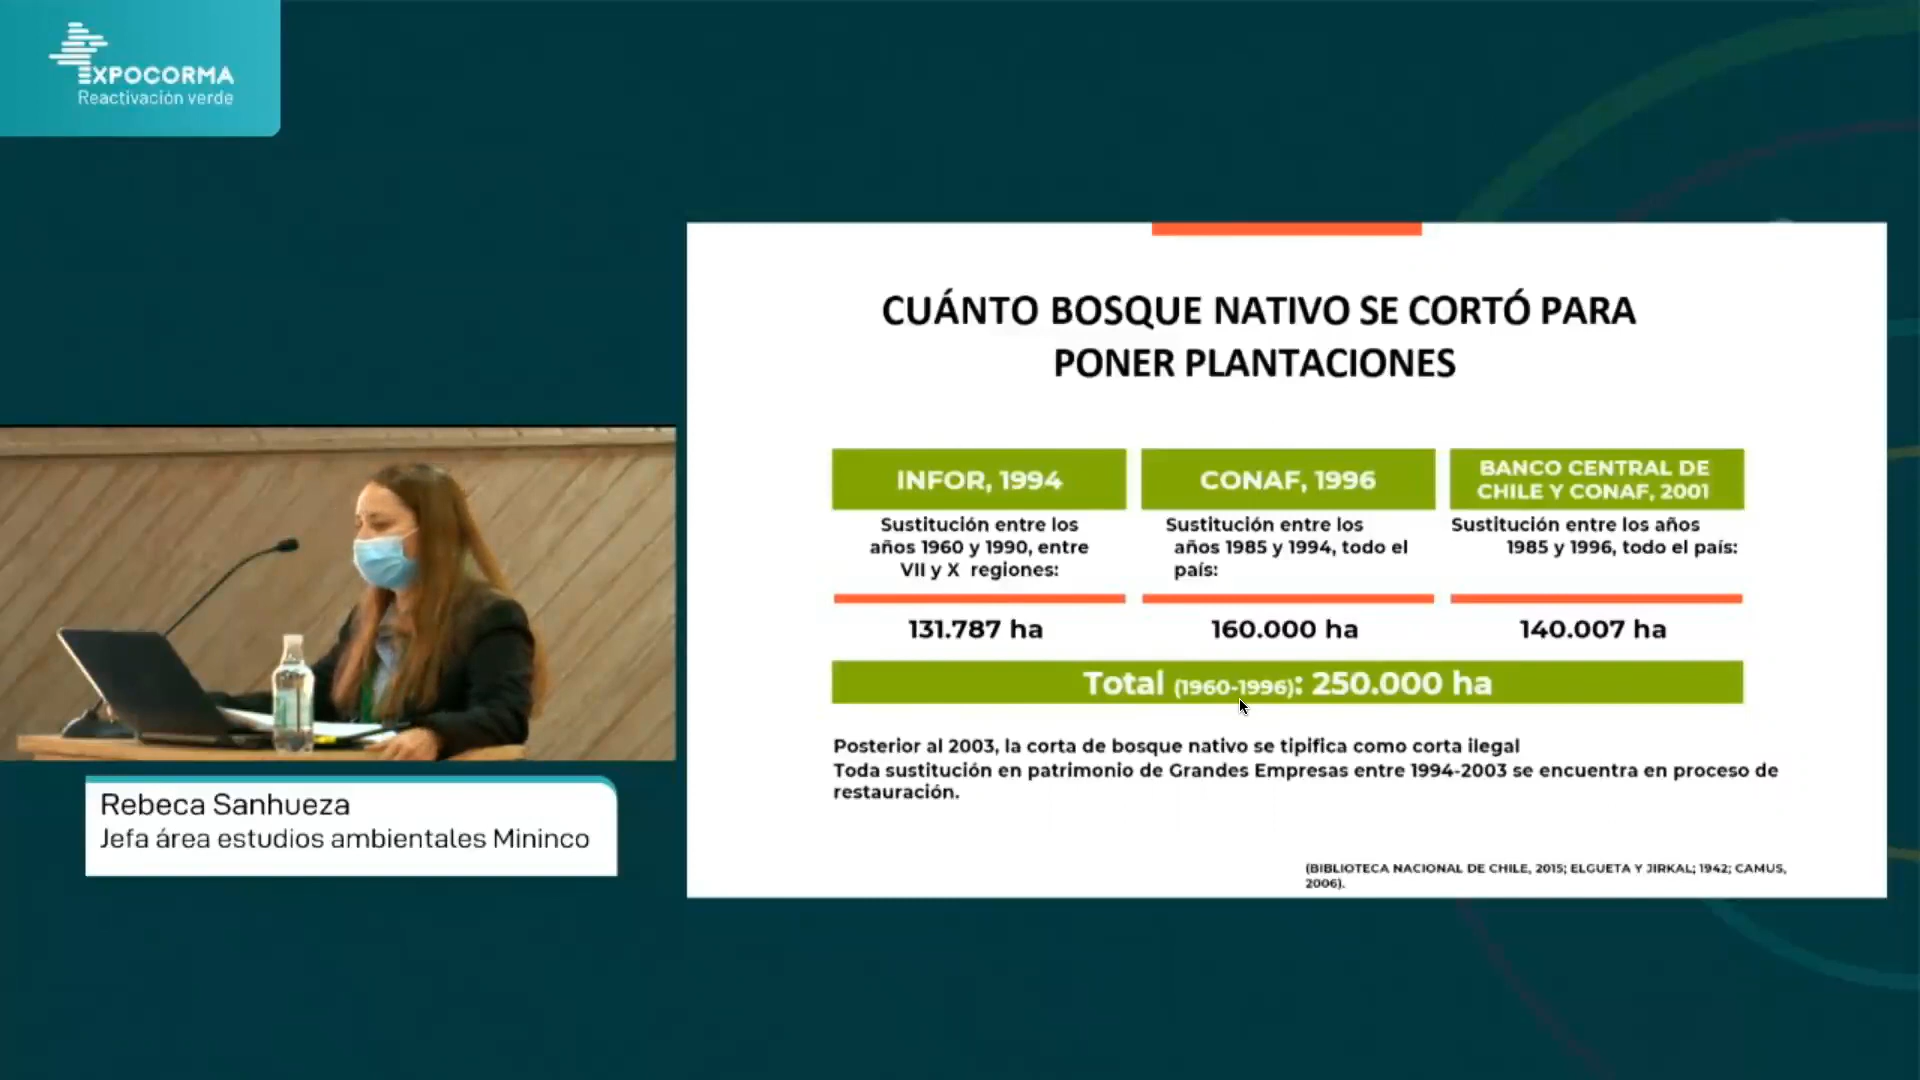 EXPOCORMA
Reactivación verde
CUÁNTO BOSQUE NATIVO SE CORTÓ PARA
PONER PLANTACIONES
INFOR, 1994
Sustitución entre los
años 1960 y 1990, entre
VII y X regiones:
131.787 ha
CONAF, 1996
Sustitución entre los
años 1985 y 1994, todo el
país:
160.000 ha
BANCO CENTRAL DE
CHILE Y CONAF, 2001
Sustitución entre los años
1985 y 1996, todo el país:
140.007 ha
Total (1960-1996): 250.000 ha
Posterior al 2003, la corta de bosque nativo se tipifica como corta ilegal
Toda sustitución en patrimonio de Grandes Empresas entre 1994-2003 se encuentra en proceso de
restauración.
(BIBLIOTECA NACIONAL DE CHILE, 2015; ELGUETA Y JIRKAL; 1942; CAMUS,
2006).
Rebeca Sanhueza
Jefa área estudios ambientales Mininco